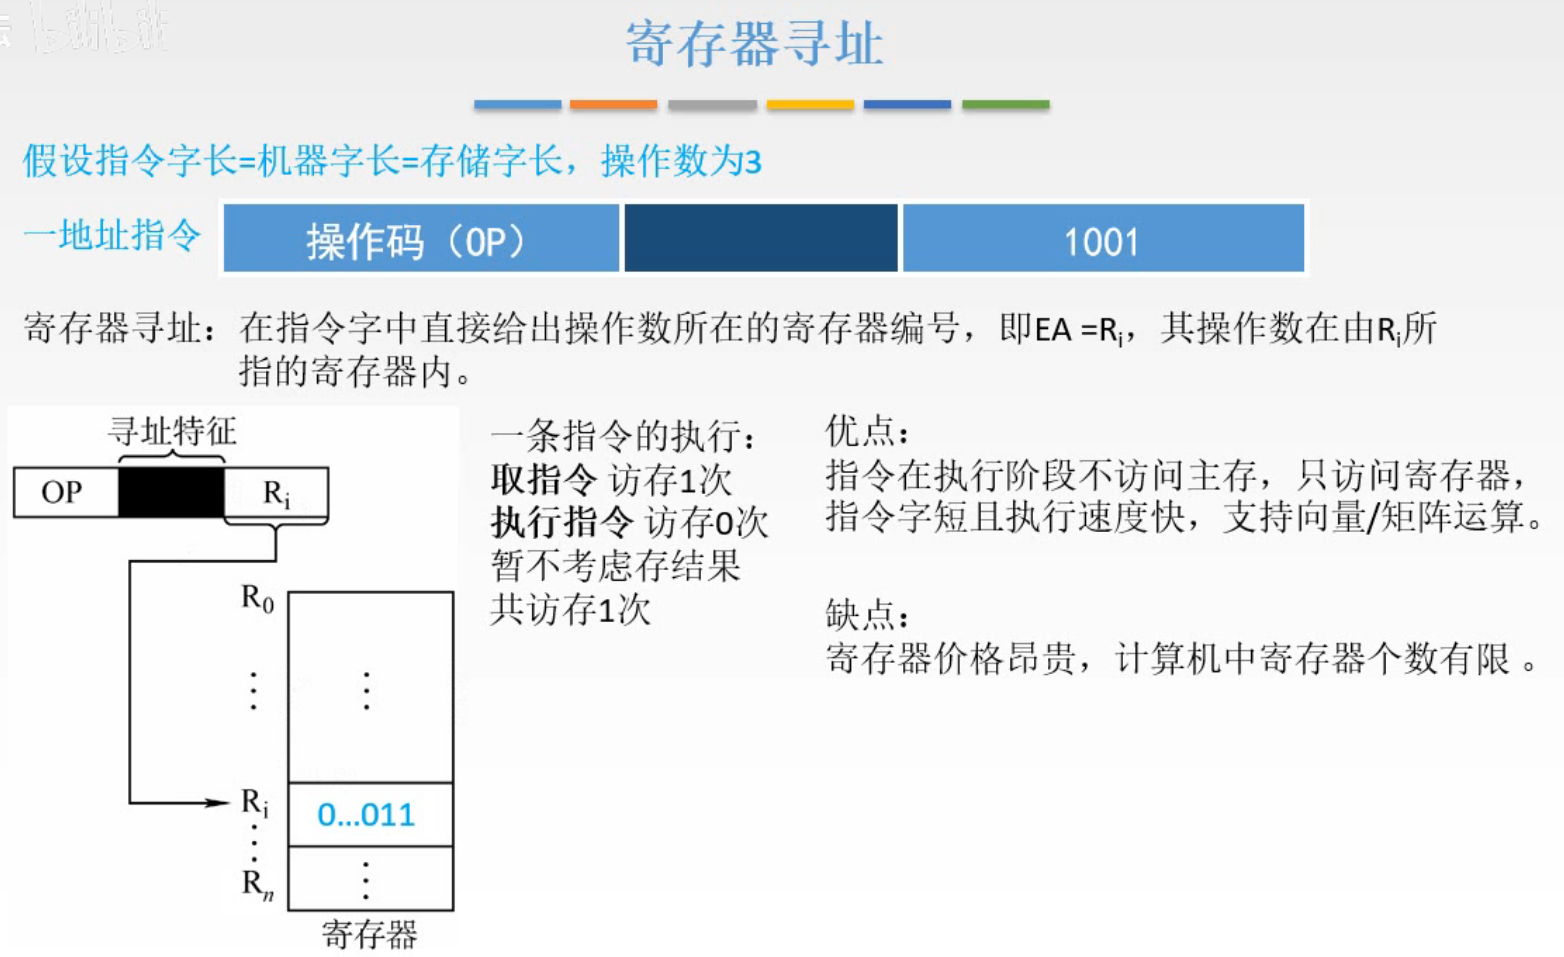 bilibili
寄存器寻址
假设指令字长=机器字长=存储字长，操作数为3
一地址指令
操作码（OP）
1001
寄存器寻址：在指令字中直接给出操作数所在的寄存器编号，即EA =Ri，其操作数在由Ri所
指的寄存器内。
寻址特征
OP
Ri
R0
⋮
⋮
Ri
0...011
⋮
Rn
⋮
寄存器
一条指令的执行：
取指令 访存1次
执行指令 访存0次
暂不考虑存结果
共访存1次
优点：
指令在执行阶段不访问主存，只访问寄存器，
指令字短且执行速度快，支持向量/矩阵运算。
缺点：
寄存器价格昂贵，计算机中寄存器个数有限 。